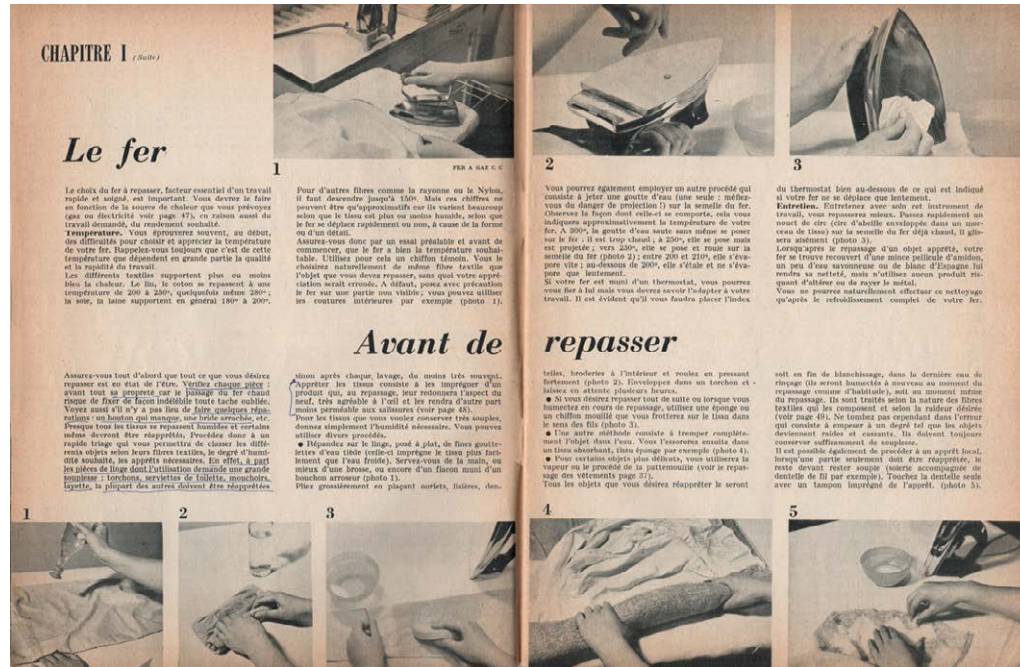 CHAPITRE I (Suite)
1
FER A GAZ C C
2
3
Le fer
Le choix du fer à repasser, facteur essentiel d'un travail
rapide et soigné, est important. Vous devrez le faire
en fonction de la source de chaleur que vous prévoyez
(gaz ou électricité voir page 47), en raison aussi du
travail demandé, du rendement souhaité.
Température. Vous éprouverez souvent, au début,
des difficultés pour choisir et apprécier la température
de votre fer. Rappelez-vous toujours que c'est de cette
température que dépendent en grande partie la qualité
et la rapidité du travail.
Les différents textiles supportent plus ou moins
bien la chaleur. Le lin, le coton se repassent à une
température de 200 à 250º, quelquefois même 280º ;
la soie, la laine supportent en général 180º à 200º.
Pour d'autres fibres comme la rayonne ou le Nylon,
il faut descendre jusqu'à 150º. Mais ces chiffres ne
peuvent être qu'approximatifs car ils varient beaucoup
selon que le tissu est plus ou moins humide, selon que
le fer se déplace rapidement ou non, à cause de la forme
ou d'un détail.
Assurez-vous donc par un essai préalable et avant de
commencer, que le fer a bien la température souhai-
table. Utilisez pour cela un chiffon témoin. Vous le
choisirez naturellement de même fibre textile que
l'objet que vous devez repasser, sans quoi votre appré-
ciation serait erronée. A défaut, posez avec précaution
le fer sur une partie non visible, vous pouvez utiliser
les coutures intérieures par exemple (photo 1).
Vous pourrez également employer un autre procédé qui
consiste à jeter une goutte d'eau (une seule : méfiez-
vous du danger de projection !) sur la semelle du fer.
Observez la façon dont celle-ci se comporte, cela vous
indiquera approximativement la température de votre
fer. A 300º, la goutte d'eau saute sans même se poser
sur le fer : il est trop chaud ; à 250º, elle se pose mais
est projetée ; vers 230º, elle se pose et roule sur la
semelle du fer (photo 2) ; entre 200 et 210º, elle s'éva-
pore vite ; au-dessous de 200º, elle s'étale et ne s'éva-
pore que lentement.
Si votre fer est muni d'un thermostat, vous pourrez
vous fier à lui mais vous devrez savoir l'adapter à votre
travail. Il est évident qu'il vous faudra placer l'index
du thermostat bien au-dessous de ce qui est indiqué
si votre fer ne se déplace que lentement.
Entretien. Entretenez avec soin cet instrument de
travail, vous repasserez mieux. Passez rapidement un
nouet de cire (cire d'abeille enveloppée dans un mor-
ceau de tissu) sur la semelle du fer déjà chaud, il glis-
sera aisément (photo 3).
Lorsqu'après le repassage d'un objet apprêté, votre
fer se trouve recouvert d'une mince pellicule d'amidon,
un peu d'eau savonneuse ou de blanc d'Espagne lui
rendra sa netteté, mais n'utilisez aucun produit ris-
quant d'altérer ou de rayer le métal.
Vous ne pourrez naturellement effectuer ce nettoyage
qu'après le refroidissement complet de votre fer.
Avant de repasser
Assurez-vous tout d'abord que tout ce que vous désirez
repasser est en état de l'être. Vérifiez chaque pièce :
avant tout sa propreté car le passage du fer chaud
risque de fixer de façon indélébile toute tache oubliée.
Voyez aussi s'il n'y a pas lieu de faire quelques répa-
rations : un bouton qui manque, une bride arrachée, etc.
Presque tous les tissus se repassent humides et certains
même devront être réapprêtés. Procédez donc à un
rapide triage qui vous permettra de classer les diffé-
rents objets selon leurs fibres textiles, le degré d'humi-
dité souhaité, les apprêts nécessaires. En effet, à part
les pièces de linge dont l'utilisation demande une grande
souplesse : torchons, serviettes de toilette, mouchoirs,
layette, la plupart des autres doivent être réapprêtées
sinon après chaque lavage, du moins très souvent.
Apprêter les tissus consiste à les imprégner d'un
produit qui, au repassage, leur redonnera l'aspect du
neuf, très agréable à l'œil et les rendra d'autre part
moins perméable aux salissures (voir page 48).
Pour les tissus que vous voulez conserver très souples,
donnez simplement l'humidité nécessaire. Vous pouvez
utiliser divers procédés.
● Répandez sur le linge, posé à plat, de fines goutte-
lettes d'eau tiède (celle-ci imprègne le tissu plus faci-
lement que l'eau froide). Servez-vous de la main, ou
mieux d'une brosse, ou encore d'un flacon muni d'un
bouchon arroseur (photo 1).
Pliez grossièrement en plaçant ourlets, lisières, den-
telles, broderies à l'intérieur et roulez en pressant
fortement (photo 2). Enveloppez dans un torchon et
laissez en attente plusieurs heures.
● Si vous désirez repasser tout de suite ou lorsque vous
humectez en cours de repassage, utilisez une éponge ou
un chiffon mouillé que vous frotterez sur le tissu dans
le sens des fils (photo 3).
● Une autre méthode consiste à tremper complète-
ment l'objet dans l'eau. Vous l'essorerez ensuite dans
un tissu absorbant, tissu éponge par exemple (photo 4).
● Pour certains objets plus délicats, vous utiliserez la
vapeur ou le procédé de la pattemouille (voir le repas-
sage des vêtements page 37).
Tous les objets que vous désirez réapprêter le seront
soit en fin de blanchissage, dans la dernière eau de
rinçage (ils seront humectés à nouveau au moment du
repassage comme d'habitude), soit au moment même
du repassage. Ils sont traités selon la nature des fibres
textiles qui les composent et selon la raideur désirée
(voir page 49). Ne tombez pas cependant dans l'erreur
qui consiste à empeser à un degré tel que les objets
deviennent raides et cassants. Ils doivent toujours
conserver suffisamment de souplesse.
Il est possible également de procéder à un apprêt local,
lorsqu'une partie seulement doit être réapprêtée, le
reste devant rester souple (soierie accompagnée de
dentelle de fil par exemple). Touchez la dentelle seule
avec un tampon imprégné de l'apprêt. (photo 5).
1
2
3
4
5